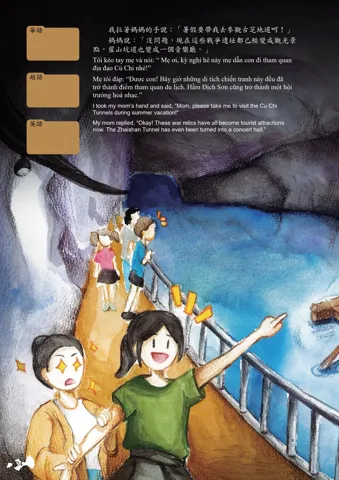 華語
我拉著媽媽的手說:「暑假要帶我去參觀古芝地道啊!」
媽媽說:「沒問題,現在這些戰爭遺址都已經變成觀光景
點,翟山坑道也變成一個音樂廳。」
越語
Tôi kéo tay mẹ và nói: “ Mẹ ơi, kỳ nghỉ hè này mẹ dẫn con đi tham quan
địa đạo Củ Chi nhé!”
Mẹ tôi đáp: “Được con! Bây giờ những di tích chiến tranh này đều đã
trở thành điểm tham quan du lịch. Hầm Địch Sơn cũng trở thành một hội
trường hoà nhạc.”
英語
I took my mom's hand and said, "Mom, please take me to visit the Cu Chi
Tunnels during summer vacation!"
My mom replied, "Okay! These war relics have all become tourist attractions
now. The Zhaishan Tunnel has even been turned into a concert hall."